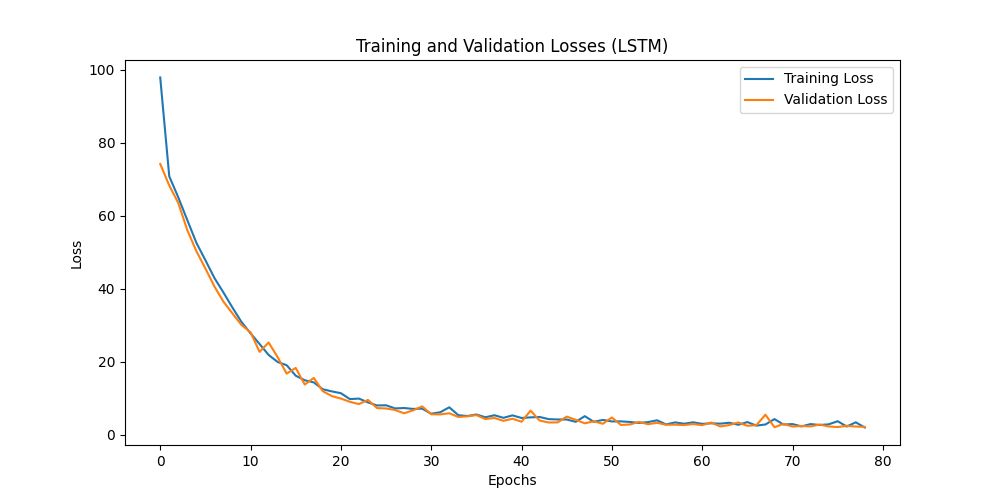 Training and Validation Losses (LSTM)
Training Loss
Validation Loss
100
80
60
40
20
0
Loss
0 10 20 30 40 50 60 70 80
Epochs